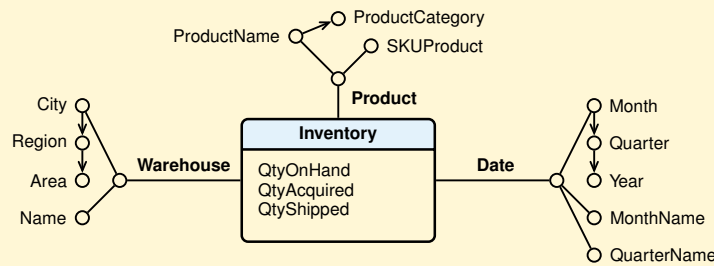 ProductCategory
ProductName
SKUProduct
Product
City
Region
Area
Name
Warehouse
Inventory
QtyOnHand
QtyAcquired
QtyShipped
Date
Month
Quarter
Year
MonthName
QuarterName